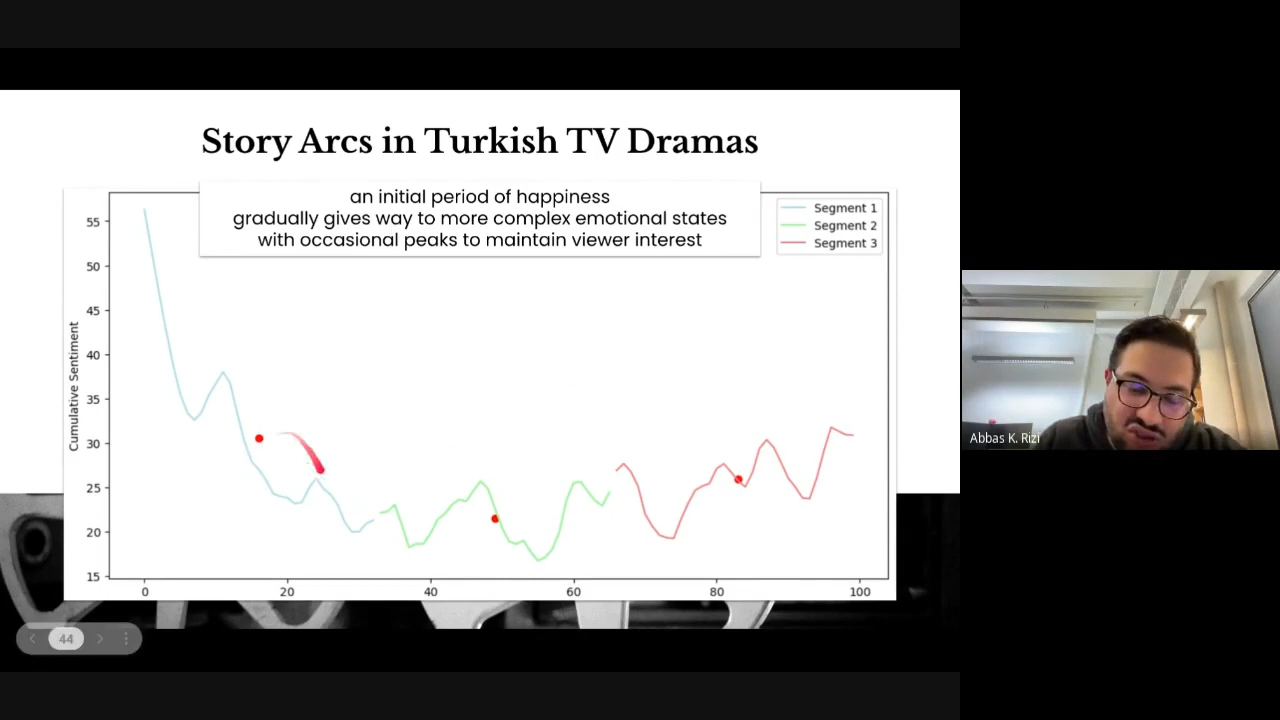 Story Arcs in Turkish TV Dramas
an initial period of happiness
gradually gives way to more complex emotional states
with occasional peaks to maintain viewer interest
Segment 1
Segment 2
Segment 3
Cumulative Sentiment
55
50
45
40
35
30
25
20
15
0 20 40 60 80 100
Abbas K. Rizi
44